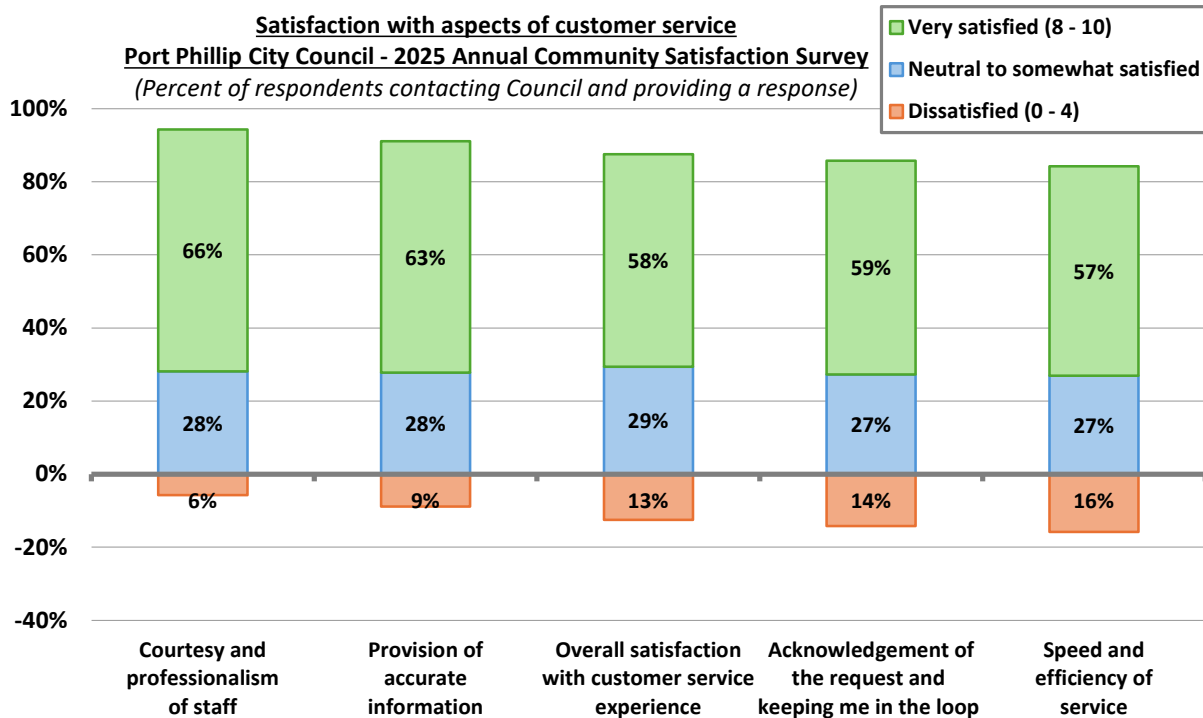 Satisfaction with aspects of customer service
Port Phillip City Council - 2025 Annual Community Satisfaction Survey
(Percent of respondents contacting Council and providing a response)
Very satisfied (8 - 10)
Neutral to somewhat satisfied
Dissatisfied (0 - 4)
100%
80%
60%
40%
20%
0%
-20%
-40%
66%
63%
58%
59%
57%
28%
28%
29%
27%
27%
6%
9%
13%
14%
16%
Courtesy and
professionalism
of staff
Provision of
accurate
information
Overall satisfaction
with customer service
experience
Acknowledgement of
the request and
keeping me in the loop
Speed and
efficiency of
service